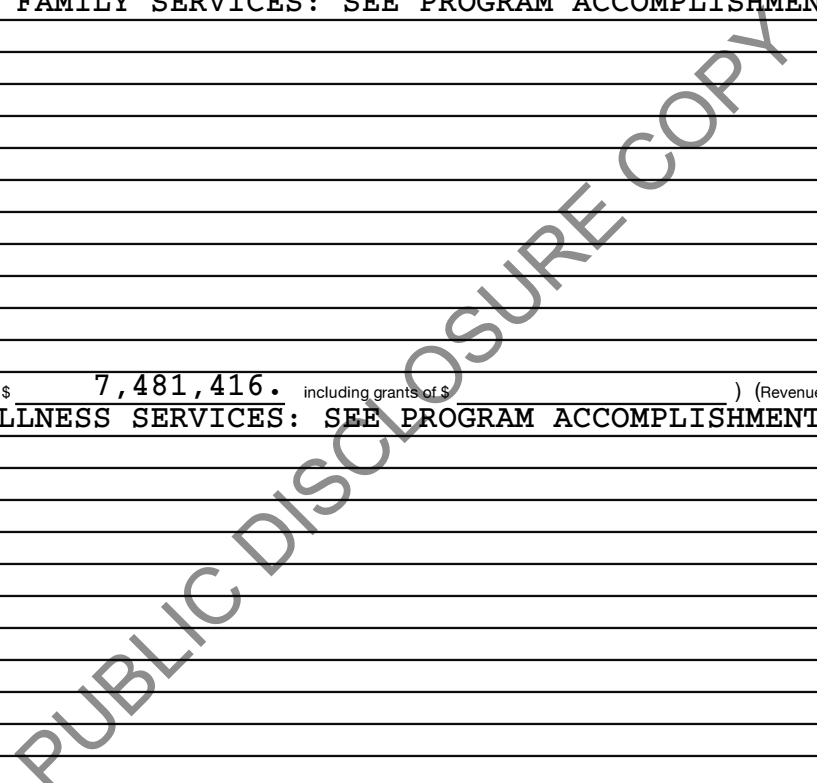 FAMILY SERVICES: SEE PROGRAM ACCOMPLISHMEN
$ 7,481,416. including grants of $ ) (Revenue
LLNESS SERVICES: SEE PROGRAM ACCOMPLISHMENT
PUBLIC DISCLOSURE COPY